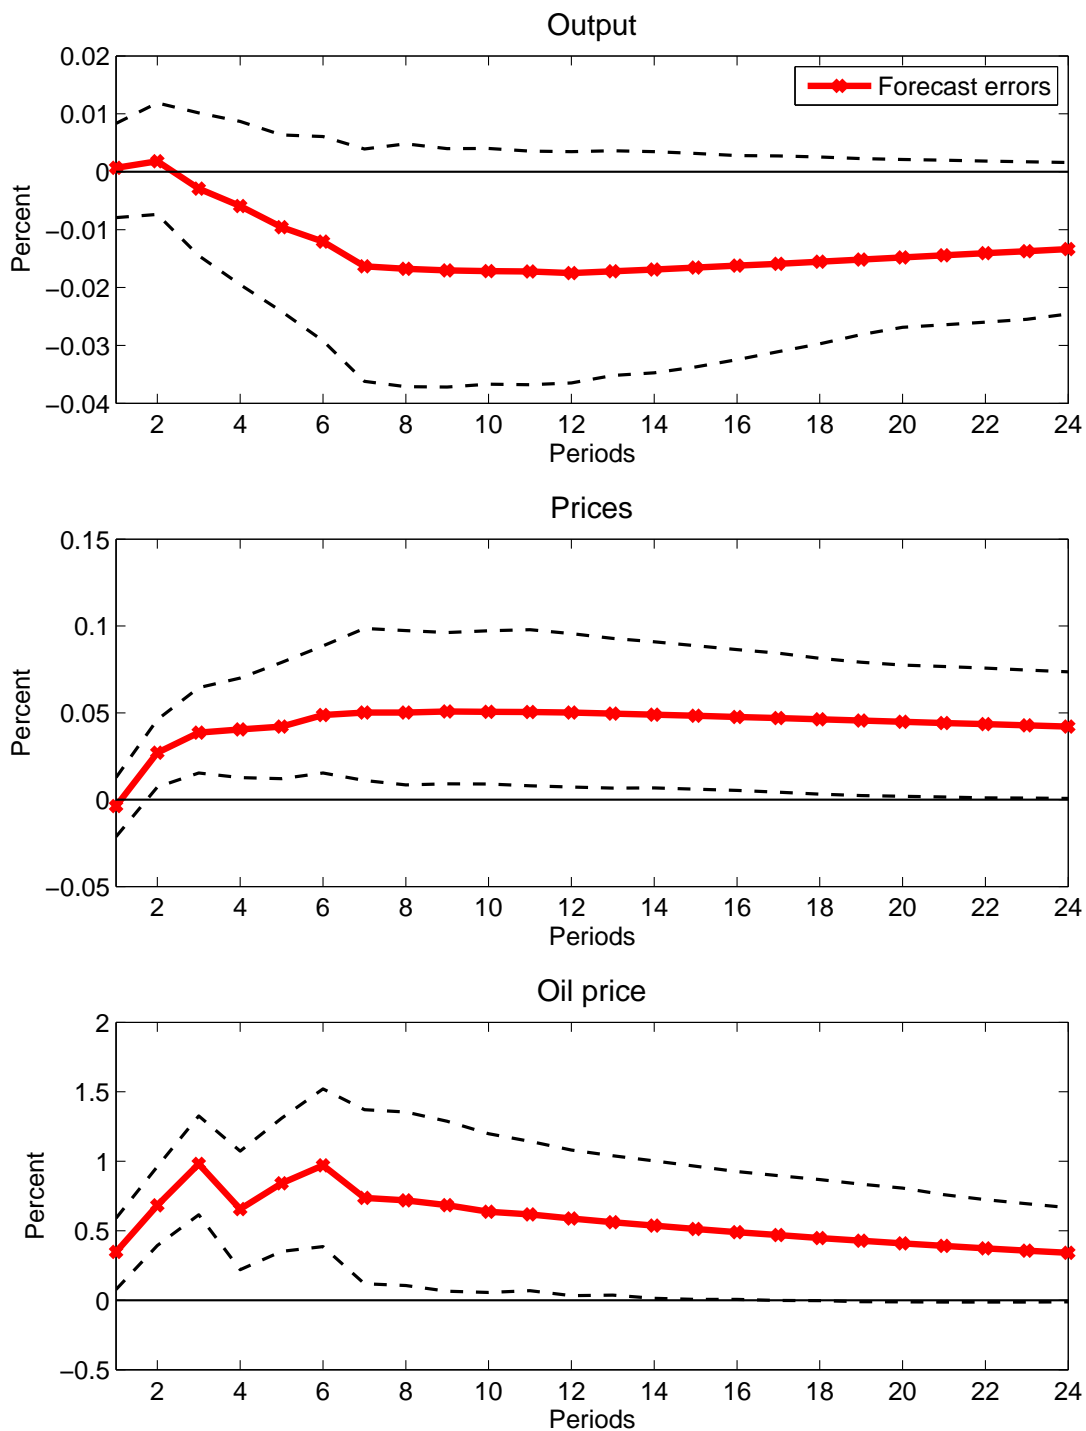 Output
Forecast errors
0.02
0.01
0
−0.01
−0.02
−0.03
−0.04
Percent
2 4 6 8 10 12 14 16 18 20 22 24
Periods
Prices
0.15
0.1
0.05
0
−0.05
Percent
2 4 6 8 10 12 14 16 18 20 22 24
Periods
Oil price
2
1.5
1
0.5
0
−0.5
Percent
2 4 6 8 10 12 14 16 18 20 22 24
Periods